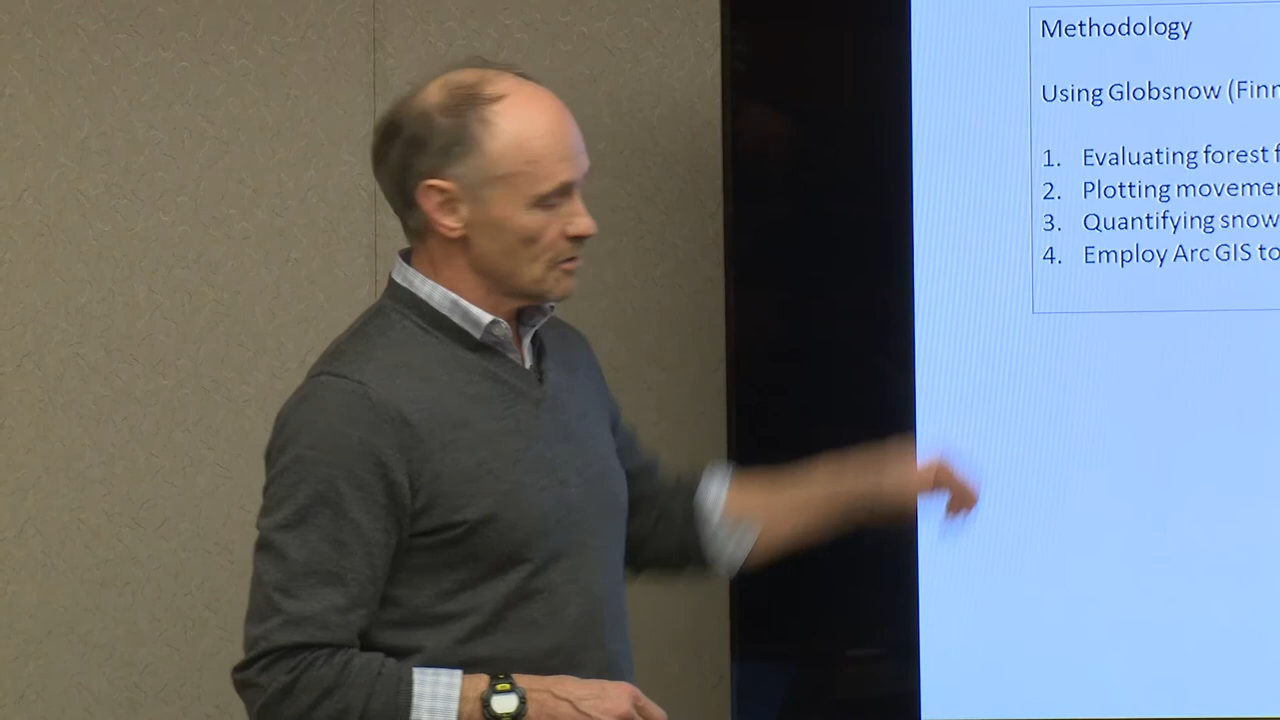 Methodology
Using Globsnow (Finn
1. Evaluating forest f
2. Plotting movemen
3. Quantifying snow
4. Employ Arc GIS to